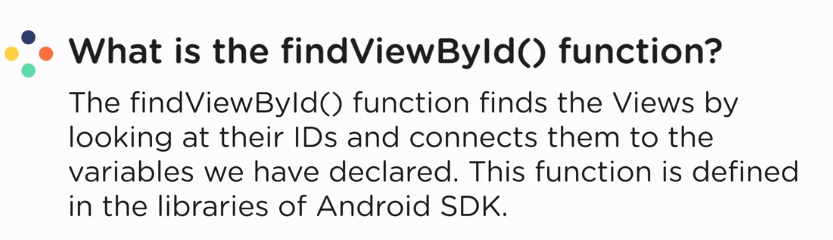 What is the findViewById() function?
The findViewById() function finds the Views by
looking at their IDs and connects them to the
variables we have declared. This function is defined
in the libraries of Android SDK.